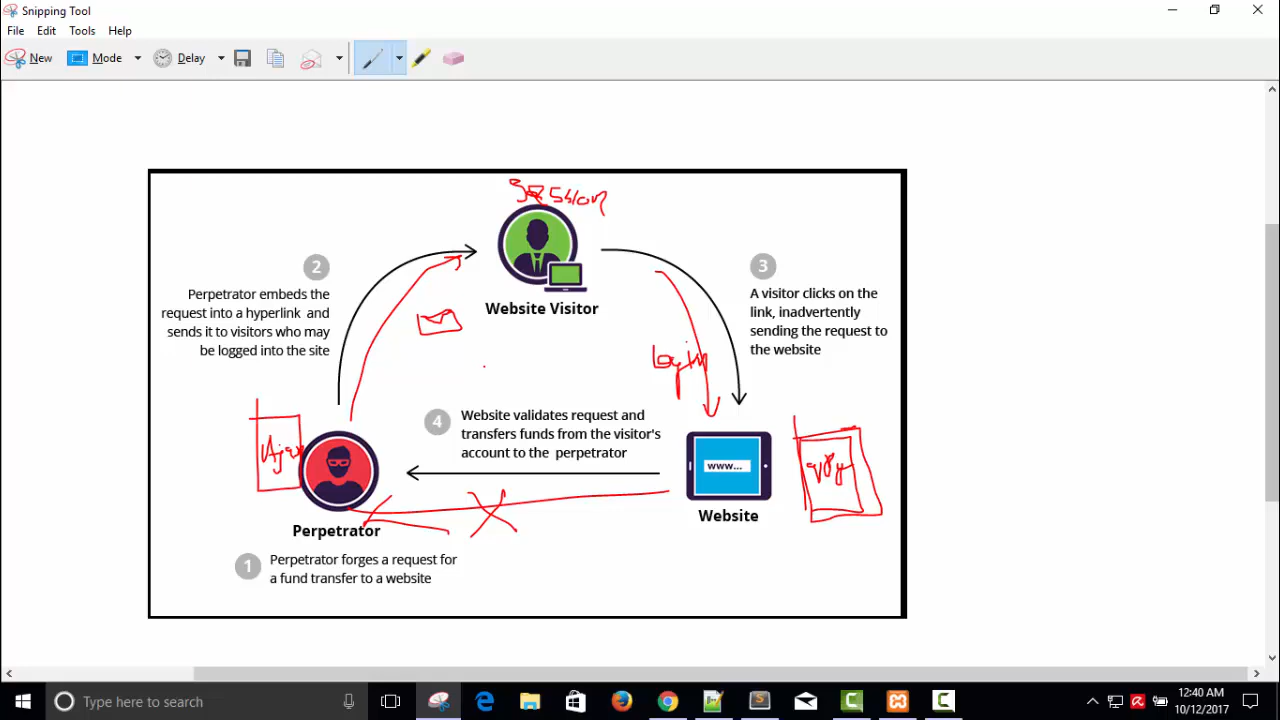 Snipping Tool
File Edit Tools Help
New Mode Delay
Session
2
3
Perpetrator embeds the
request into a hyperlink and
sends it to visitors who may
be logged into the site
Website Visitor
A visitor clicks on the
link, inadvertently
sending the request to
the website
Login
4
Website validates request and
transfers funds from the visitor's
account to the perpetrator
Ajax
www...
Perpetrator
Website
1
Perpetrator forges a request for
a fund transfer to a website
Type here to search
12:40 AM
10/12/2017